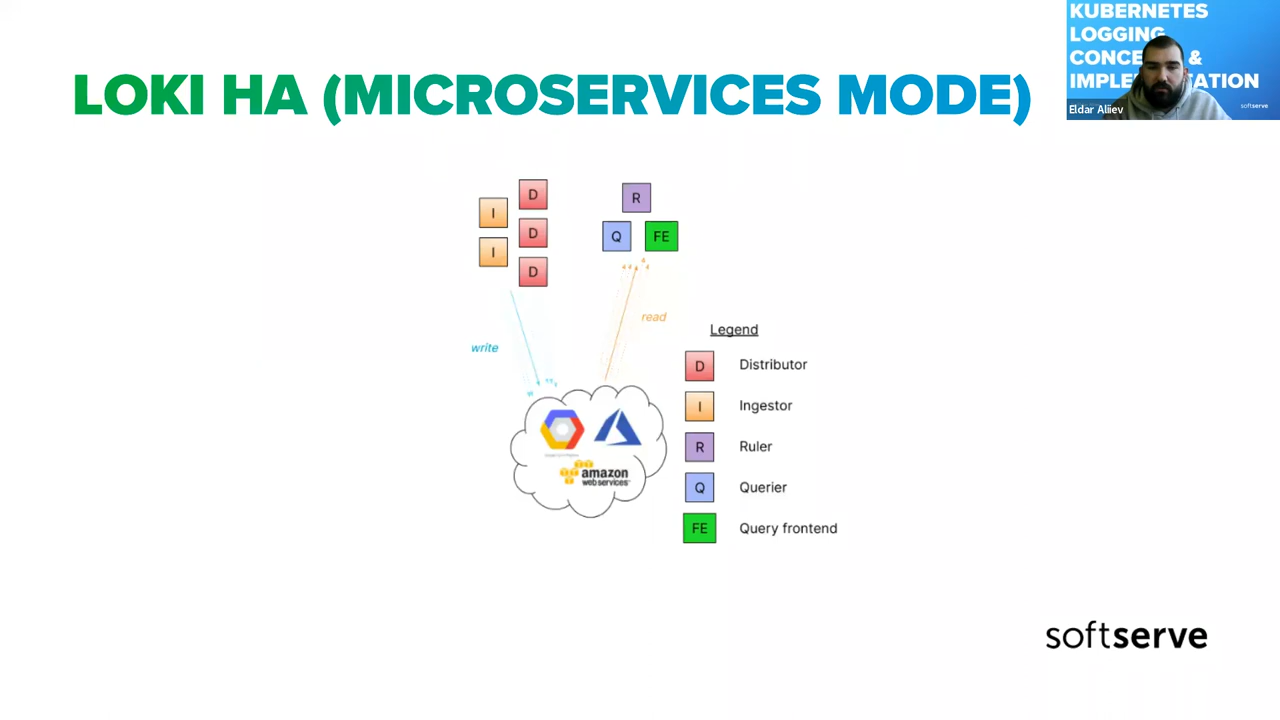 LOKI HA (MICROSERVICES MODE)
KUBERNETES
LOGGING
&
Eldar Aliiev
softserve
D
I
D
I
D
R
Q
FE
write
read
amazon
web services
Legend
D
Distributor
I
Ingestor
R
Ruler
Q
Querier
FE
Query frontend
softserve